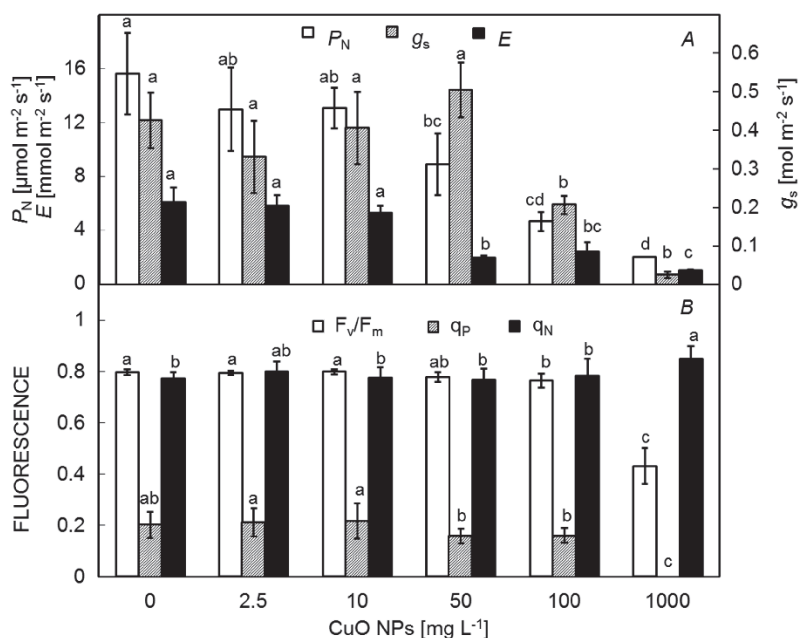 P_N g_s E A
16
12
8
4
0
P_N [µmol m⁻² s⁻¹]
E [mmol m⁻² s⁻¹]
0.6
0.5
0.4
0.3
0.2
0.1
0
g_s [mol m⁻² s⁻¹]
a a a
ab a a
ab a a
bc a b
cd b bc
d b c
F_v/F_m q_P q_N B
1
0.8
0.6
0.4
0.2
0
FLUORESCENCE
a ab b
a a ab
a a b
ab b b
b b b
c c a
0 2.5 10 50 100 1000
CuO NPs [mg L⁻¹]